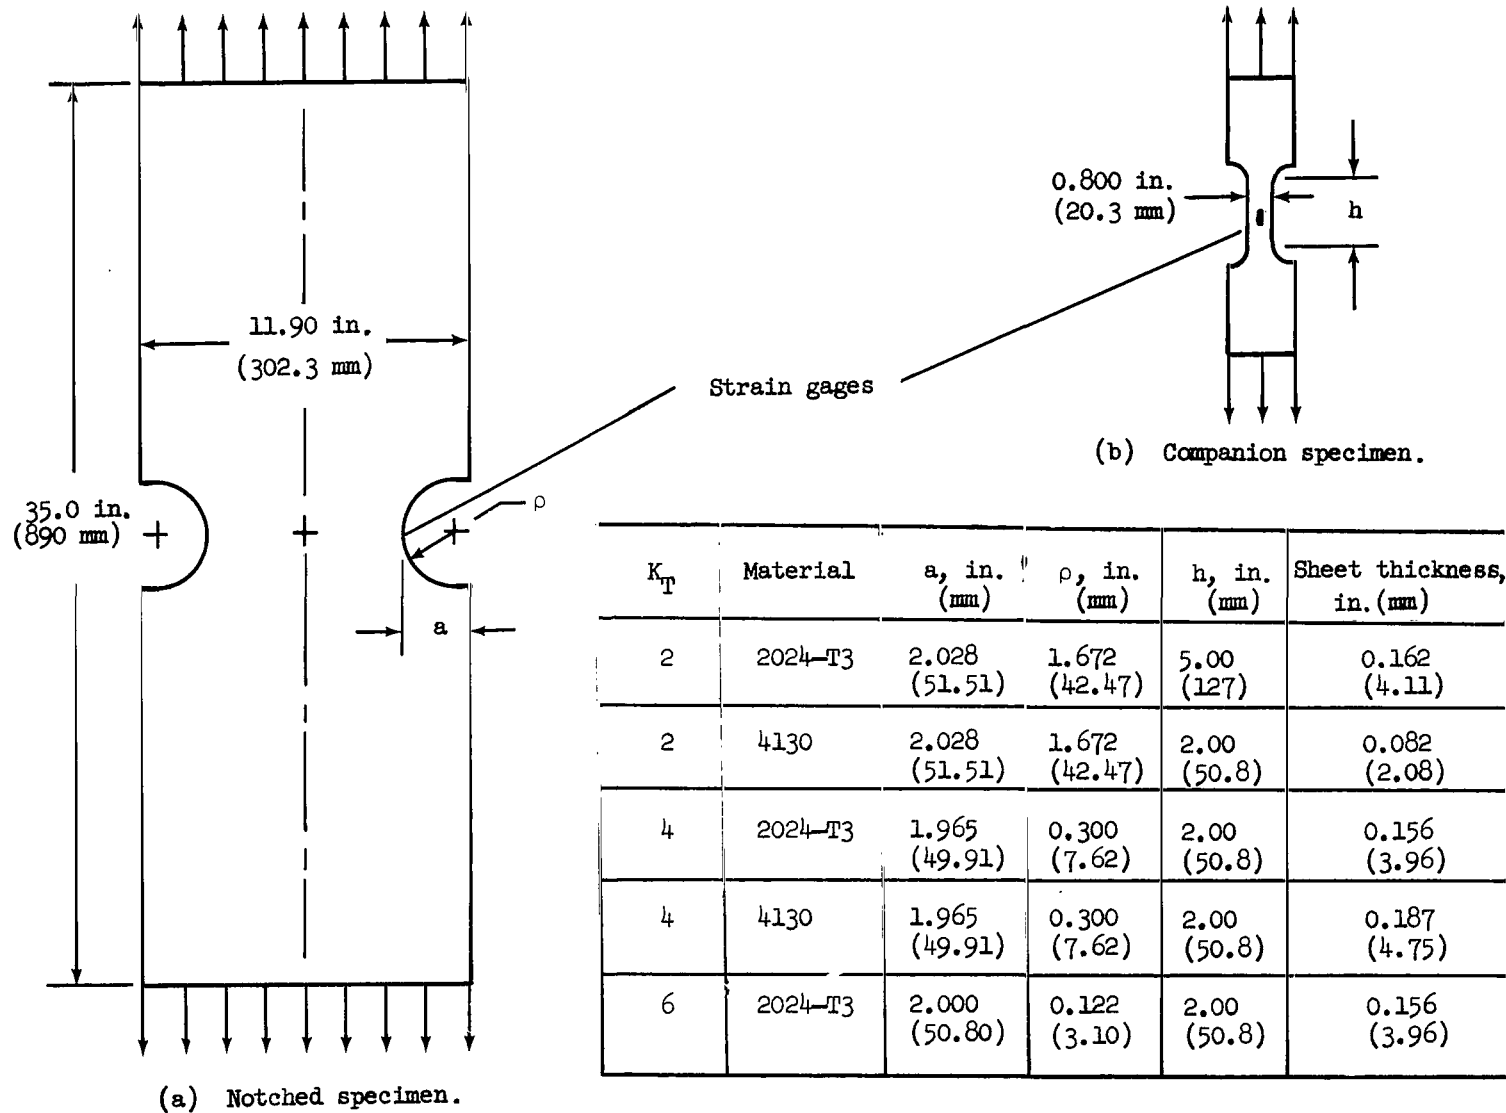 0.800 in.
(20.3 mm)
h
11.90 in.
(302.3 mm)
Strain gages
(b) Companion specimen.
35.0 in.
(890 mm)
ρ
a
K_T Material a, in. (mm) ρ, in. (mm) h, in. (mm) Sheet thickness, in. (mm)
2 2024-T3 2.028 1.672 5.00 0.162
(51.51) (42.47) (127) (4.11)
2 4130 2.028 1.672 2.00 0.082
(51.51) (42.47) (50.8) (2.08)
4 2024-T3 1.965 0.300 2.00 0.156
(49.91) (7.62) (50.8) (3.96)
4 4130 1.965 0.300 2.00 0.187
(49.91) (7.62) (50.8) (4.75)
6 2024-T3 2.000 0.122 2.00 0.156
(50.80) (3.10) (50.8) (3.96)
(a) Notched specimen.